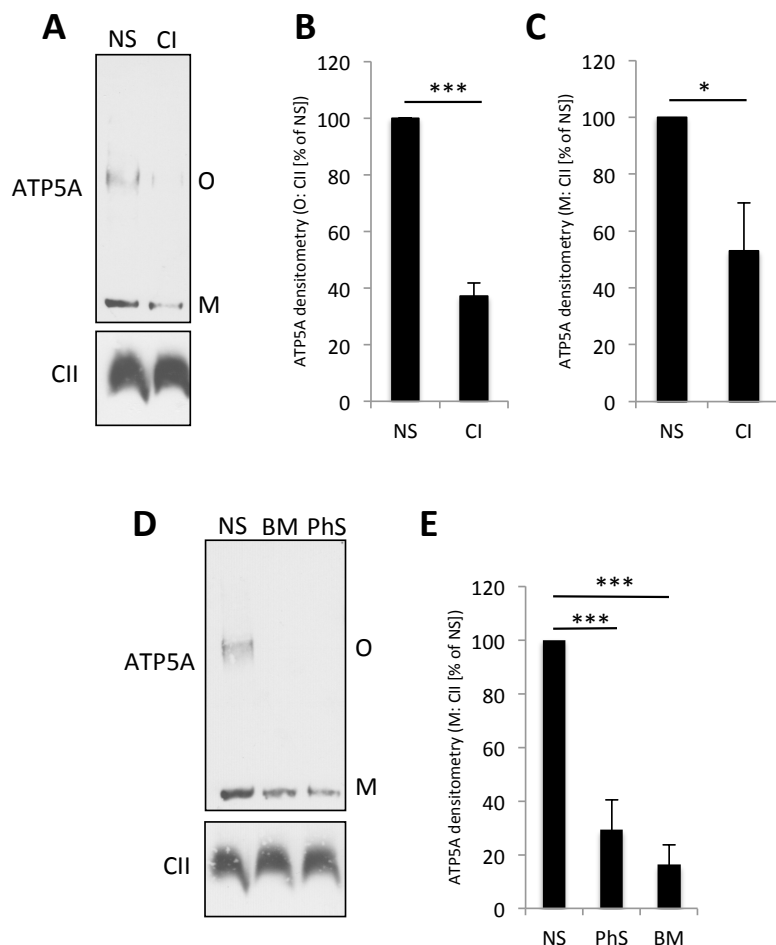 A
NS CI
ATP5A
O
M
CII
B
ATP5A densitometry (O: CII [% of NS])
120
100
80
60
40
20
0
***
NS CI
C
ATP5A densitometry (M: CII [% of NS])
120
100
80
60
40
20
0
*
NS CI
D
NS BM PhS
ATP5A
O
M
CII
E
ATP5A densitometry (M: CII [% of NS])
120
100
80
60
40
20
0
***
***
NS PhS BM